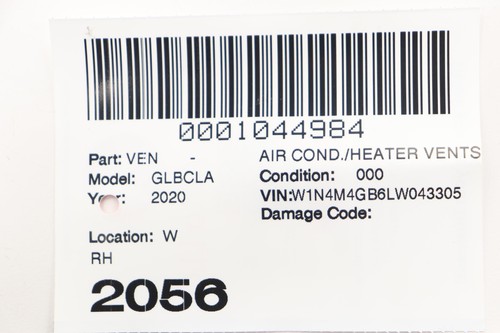 0001044984
Part: VEN - AIR COND./HEATER VENTS
Model: GLBCLA Condition: 000
Year: 2020 VIN:W1N4M4GB6LW043305
Damage Code:
Location: W
RH
2056